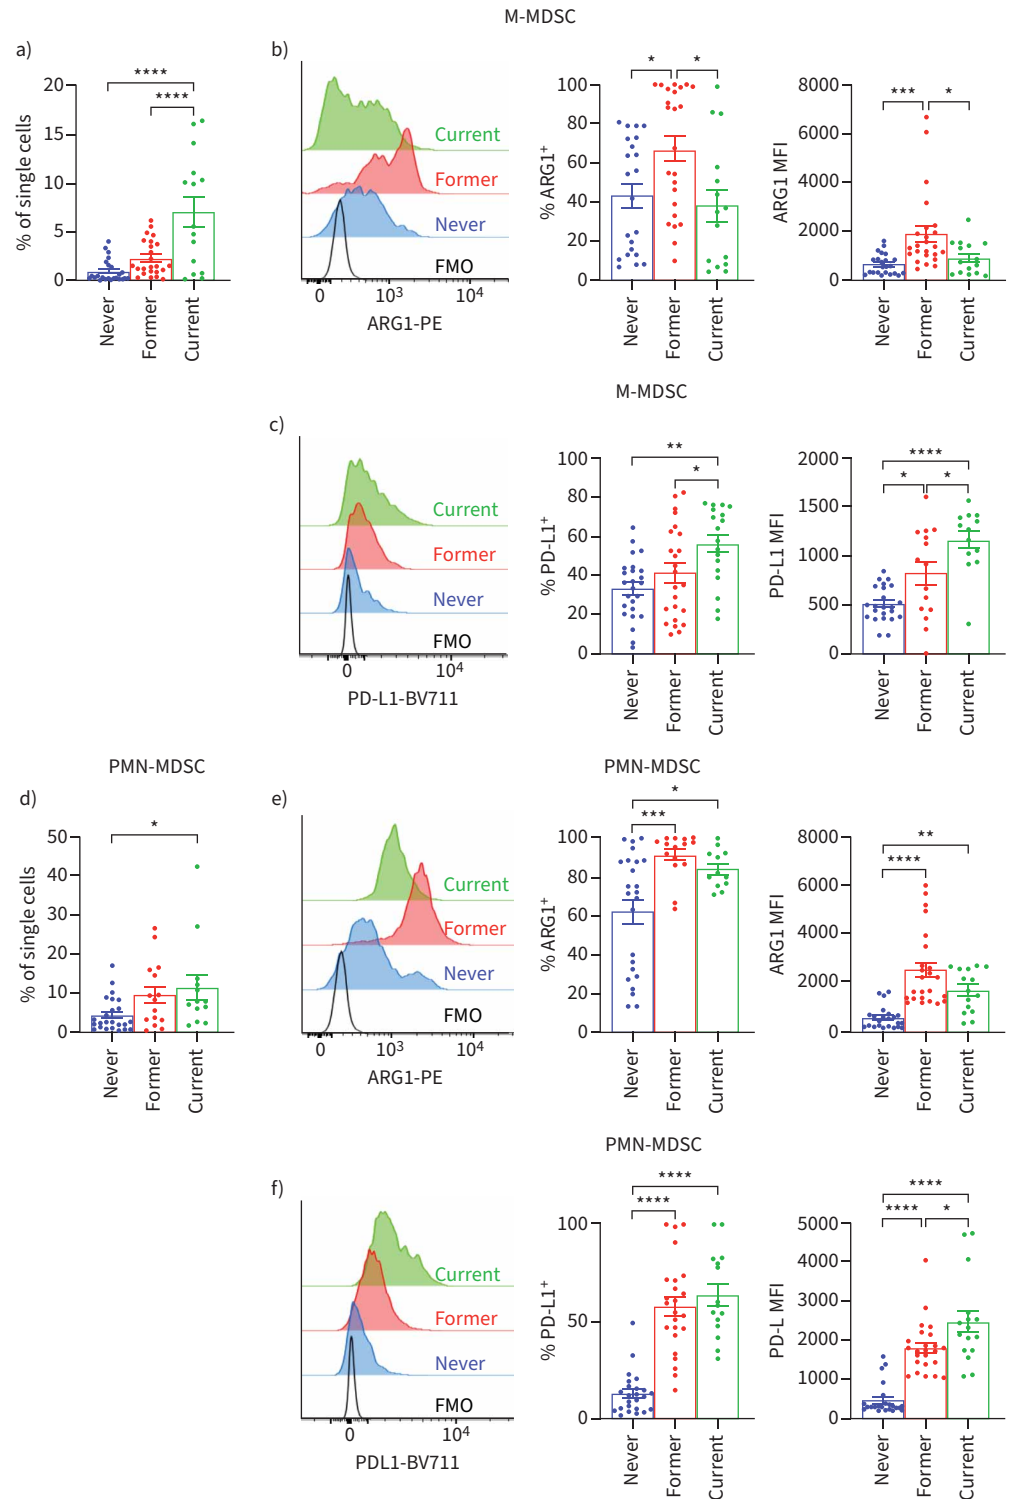 M-MDSC
a)
% of single cells
20
15
10
5
0
****
****
Never
Former
Current
b)
Current
Former
Never
FMO
0
10³
10⁴
ARG1-PE
% ARG1⁺
100
80
60
40
20
0
*
*
Never
Former
Current
ARG1 MFI
8000
6000
4000
2000
0
***
*
Never
Former
Current
M-MDSC
c)
Current
Former
Never
FMO
0
10⁴
PD-L1-BV711
% PD-L1⁺
100
80
60
40
20
0
**
*
Never
Former
Current
PD-L1 MFI
2000
1500
1000
500
0
****
*
*
Never
Former
Current
PMN-MDSC
d)
% of single cells
50
40
30
20
10
0
*
Never
Former
Current
PMN-MDSC
e)
Current
Former
Never
FMO
0
10³
10⁴
ARG1-PE
% ARG1⁺
100
80
60
40
20
0
*
***
Never
Former
Current
ARG1 MFI
8000
6000
4000
2000
0
**
****
Never
Former
Current
PMN-MDSC
f)
Current
Former
Never
FMO
0
10⁴
PDL1-BV711
% PD-L1⁺
100
50
0
****
****
Never
Former
Current
PD-L MFI
5000
4000
3000
2000
1000
0
****
****
*
Never
Former
Current